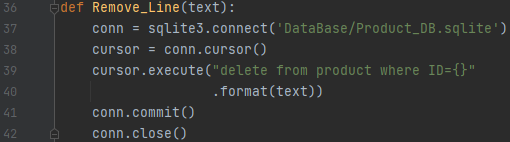 36 def Remove_Line(text):
37     conn = sqlite3.connect('DataBase/Product_DB.sqlite')
38     cursor = conn.cursor()
39     cursor.execute("delete from product where ID={}"
40                    .format(text))
41     conn.commit()
42     conn.close()